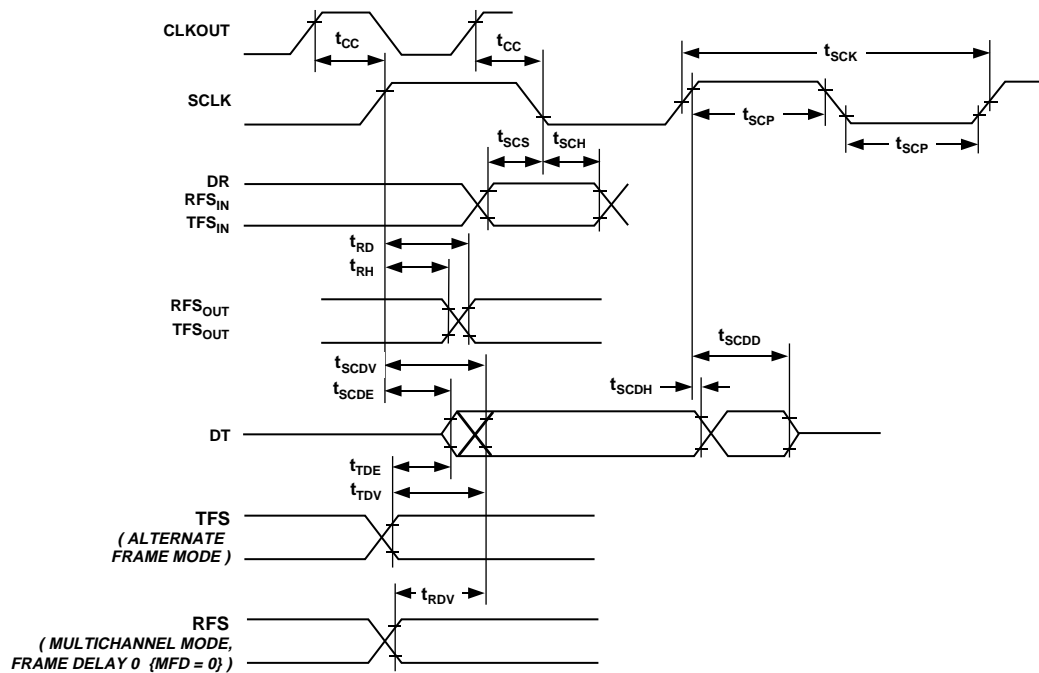 CLKOUT
tCC
tCC
tSCK
SCLK
tSCP
tSCP
tSCS
tSCH
DR
RFSIN
TFSIN
tRD
tRH
RFSOUT
TFSOUT
tSCDV
tSCDE
tSCDD
tSCDH
DT
tTDE
tTDV
TFS
( ALTERNATE
FRAME MODE )
tRDV
RFS
( MULTICHANNEL MODE,
FRAME DELAY 0 {MFD = 0} )